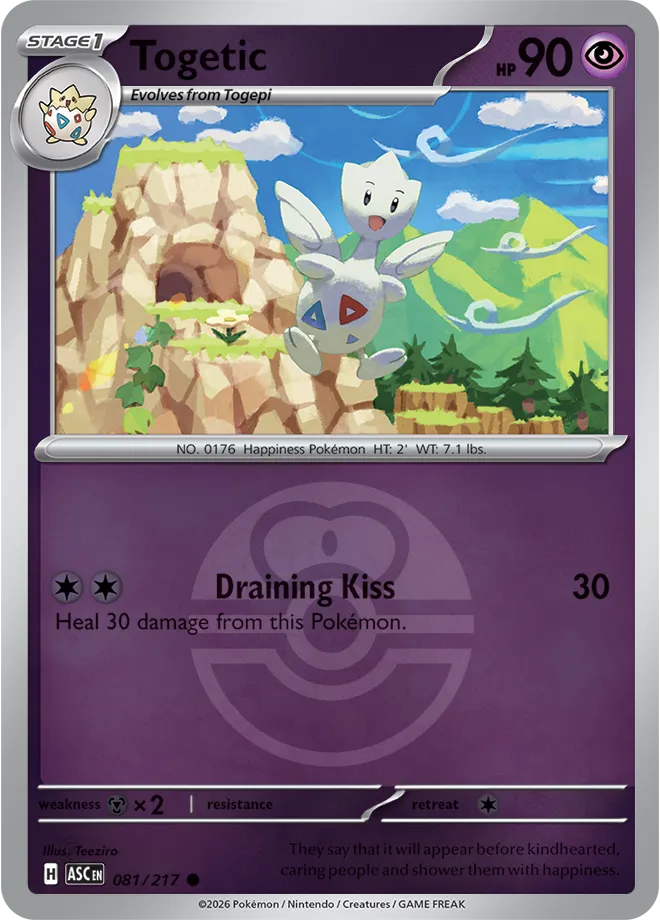 STAGE 1
Togetic
HP 90
Evolves from Togepi
NO. 0176 Happiness Pokémon HT: 2' WT: 7.1 lbs.
Draining Kiss 30
Heal 30 damage from this Pokémon.
weakness ×2 resistance retreat
Illus. Teeziro
They say that it will appear before kindhearted,
caring people and shower them with happiness.
H ASC EN 081/217
©2026 Pokémon / Nintendo / Creatures / GAME FREAK